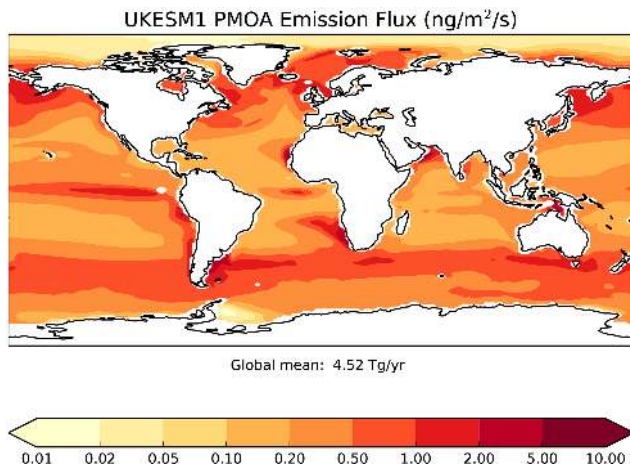 UKESM1 PMOA Emission Flux (ng/m²/s)
Global mean: 4.52 Tg/yr
0.01 0.02 0.05 0.10 0.20 0.50 1.00 2.00 5.00 10.00